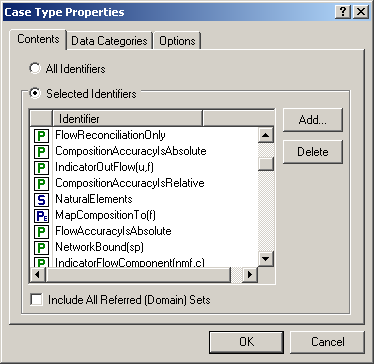 Case Type Properties
Contents
Data Categories
Options
All Identifiers
Selected Identifiers
Identifier
Add...
P FlowReconciliationOnly
P CompositionAccuracyIsAbsolute
Delete
P IndicatorOutFlow(u,f)
P CompositionAccuracyIsRelative
S NaturalElements
PE MapCompositionTo(f)
P FlowAccuracyIsAbsolute
P NetworkBound(sp)
P IndicatorFlowComponent(nmf,c)
Include All Referred (Domain) Sets
OK
Cancel